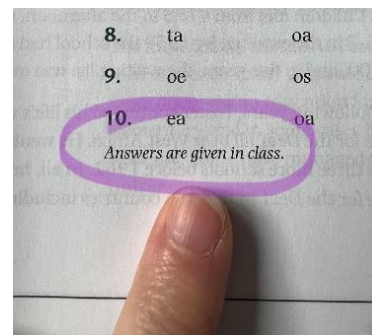 8. ta oa
9. oe os
10. ea oa
Answers are given in class.